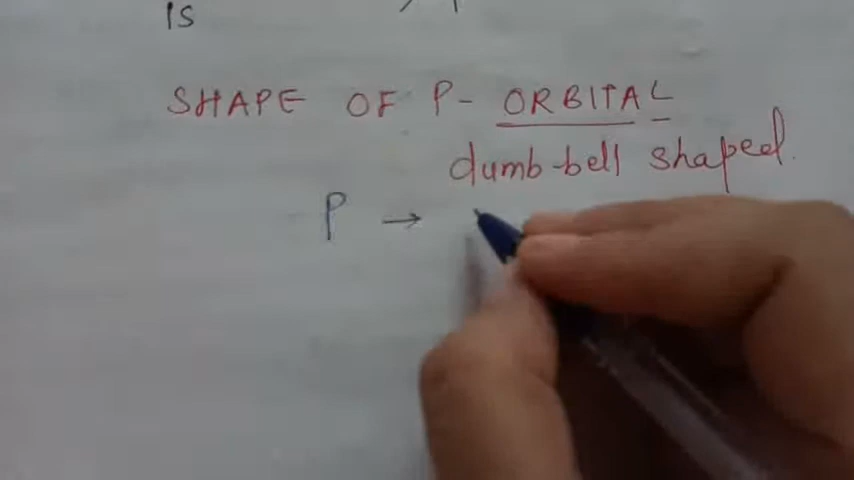 is
SHAPE OF P- ORBITAL
dumb-bell shaped.
P →